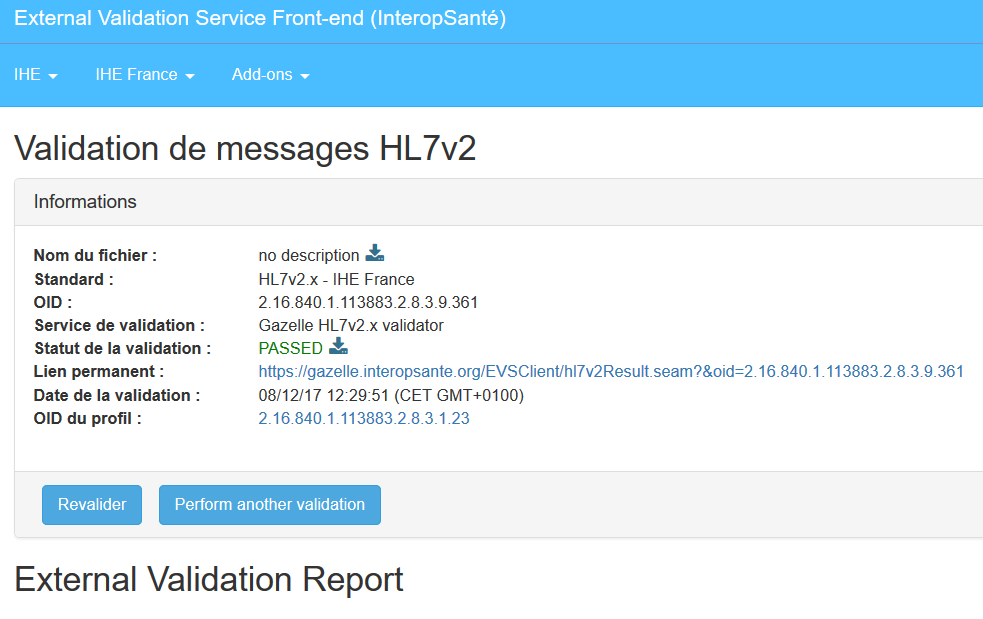 External Validation Service Front-end (InteropSanté)
IHE IHE France Add-ons
Validation de messages HL7v2
Informations
Nom du fichier : no description
Standard : HL7v2.x - IHE France
OID : 2.16.840.1.113883.2.8.3.9.361
Service de validation : Gazelle HL7v2.x validator
Statut de la validation : PASSED
Lien permanent : https://gazelle.interopsante.org/EVSClient/hl7v2Result.seam?&oid=2.16.840.1.113883.2.8.3.9.361
Date de la validation : 08/12/17 12:29:51 (CET GMT+0100)
OID du profil : 2.16.840.1.113883.2.8.3.1.23
Revalider Perform another validation
External Validation Report